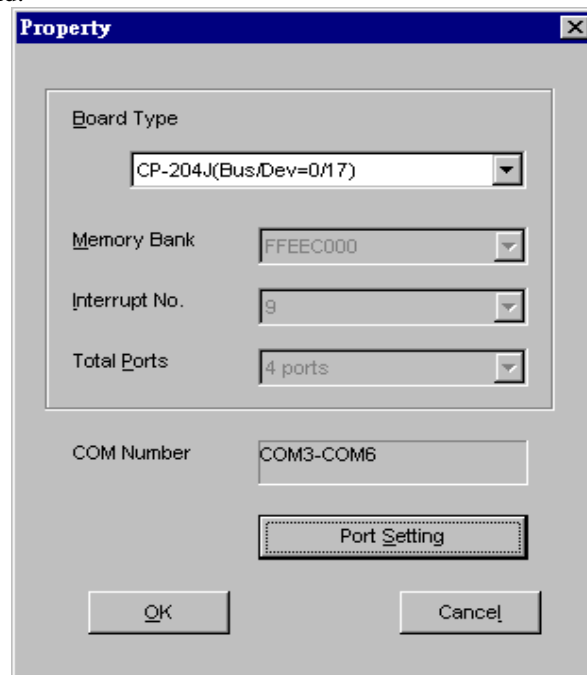 Property
Board Type
CP-204J(Bus/Dev=0/17)
Memory Bank
FFEEC000
Interrupt No.
9
Total Ports
4 ports
COM Number
COM3-COM6
Port Setting
OK
Cancel